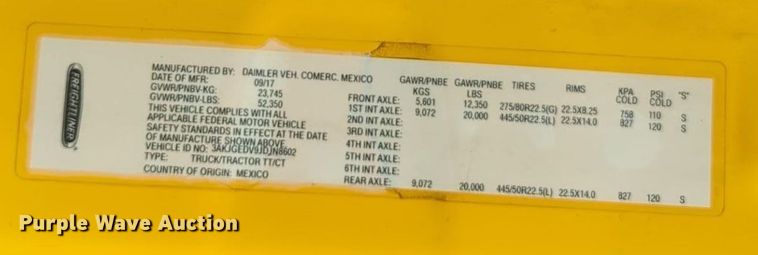 FREIGHTLINER
MANUFACTURED BY: DAIMLER VEH. COMERC. MEXICO
DATE OF MFR: 09/17
GVWR/PNBV-KG: 23,745
GVWR/PNBV-LBS: 52,350
THIS VEHICLE COMPLIES WITH ALL
APPLICABLE FEDERAL MOTOR VEHICLE
SAFETY STANDARDS IN EFFECT AT THE DATE
OF MANUFACTURE SHOWN ABOVE
VEHICLE ID NO: 3AKJGEDV9JDJN8602
TYPE: TRUCK/TRACTOR TT/CT
COUNTRY OF ORIGIN: MEXICO
GAWR/PNBE GAWR/PNBE TIRES RIMS KPA PSI "S"
KGS LBS COLD COLD
FRONT AXLE: 5,601 12,350 275/80R22.5(G) 22.5X8.25 758 110 S
1ST INT AXLE: 9,072 20,000 445/50R22.5(L) 22.5X14.0 827 120 S
2ND INT AXLE:
3RD INT AXLE:
4TH INT AXLE:
5TH INT AXLE:
6TH INT AXLE:
REAR AXLE: 9,072 20,000 445/50R22.5(L) 22.5X14.0 827 120 S
Purple Wave Auction